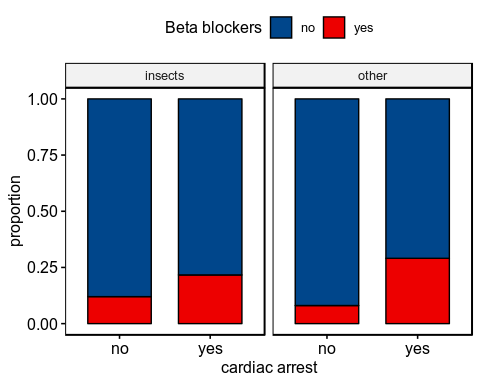 Beta blockers no yes
insects other
1.00
0.75
0.50
0.25
0.00
proportion
no yes no yes
cardiac arrest